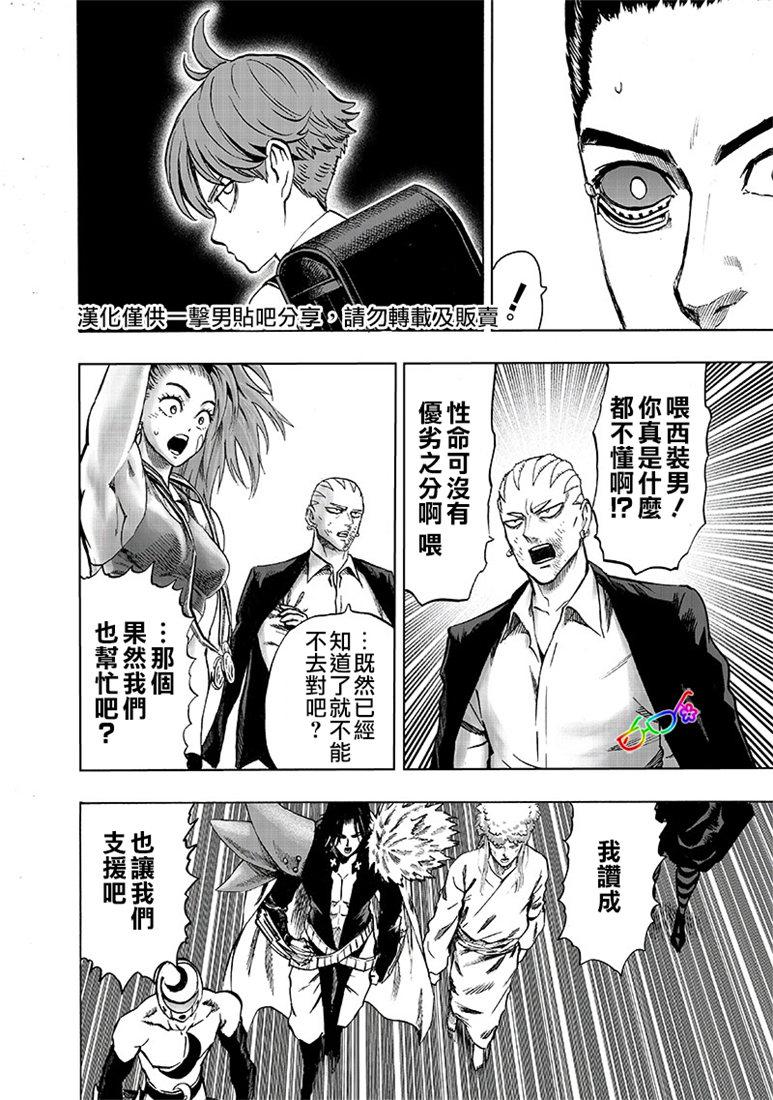 ！
漢化僅供一擊男貼吧分享，請勿轉載及販賣。
喂西裝男！
你真是什麼
都不懂啊！？
性命可沒有
優劣之分啊 喂
…既然已經
知道了就不能
不去對吧？
…那個
果然我們
也幫忙吧？
我讚成
也讓我們
支援吧